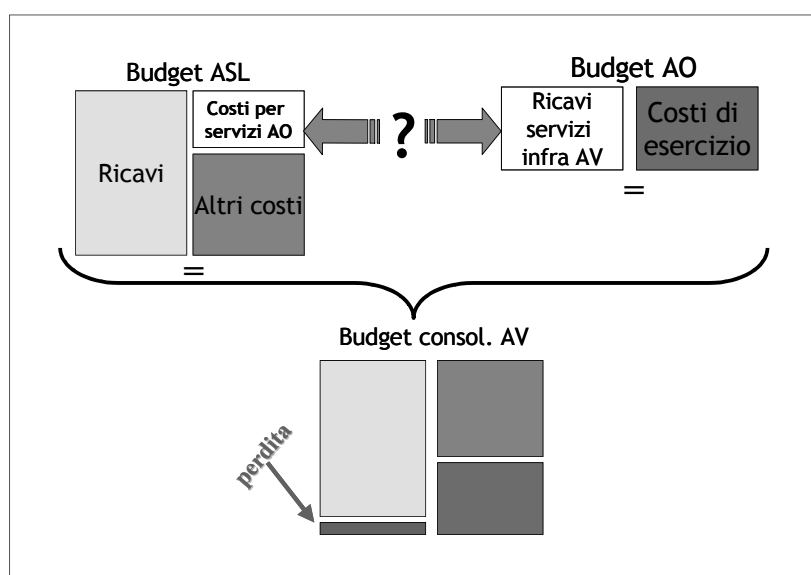 Budget ASL
Budget AO
Costi per
servizi AO
?
Ricavi
servizi
infra AV
Costi di
esercizio
Ricavi
Altri costi
=
=
Budget consol. AV
perdita